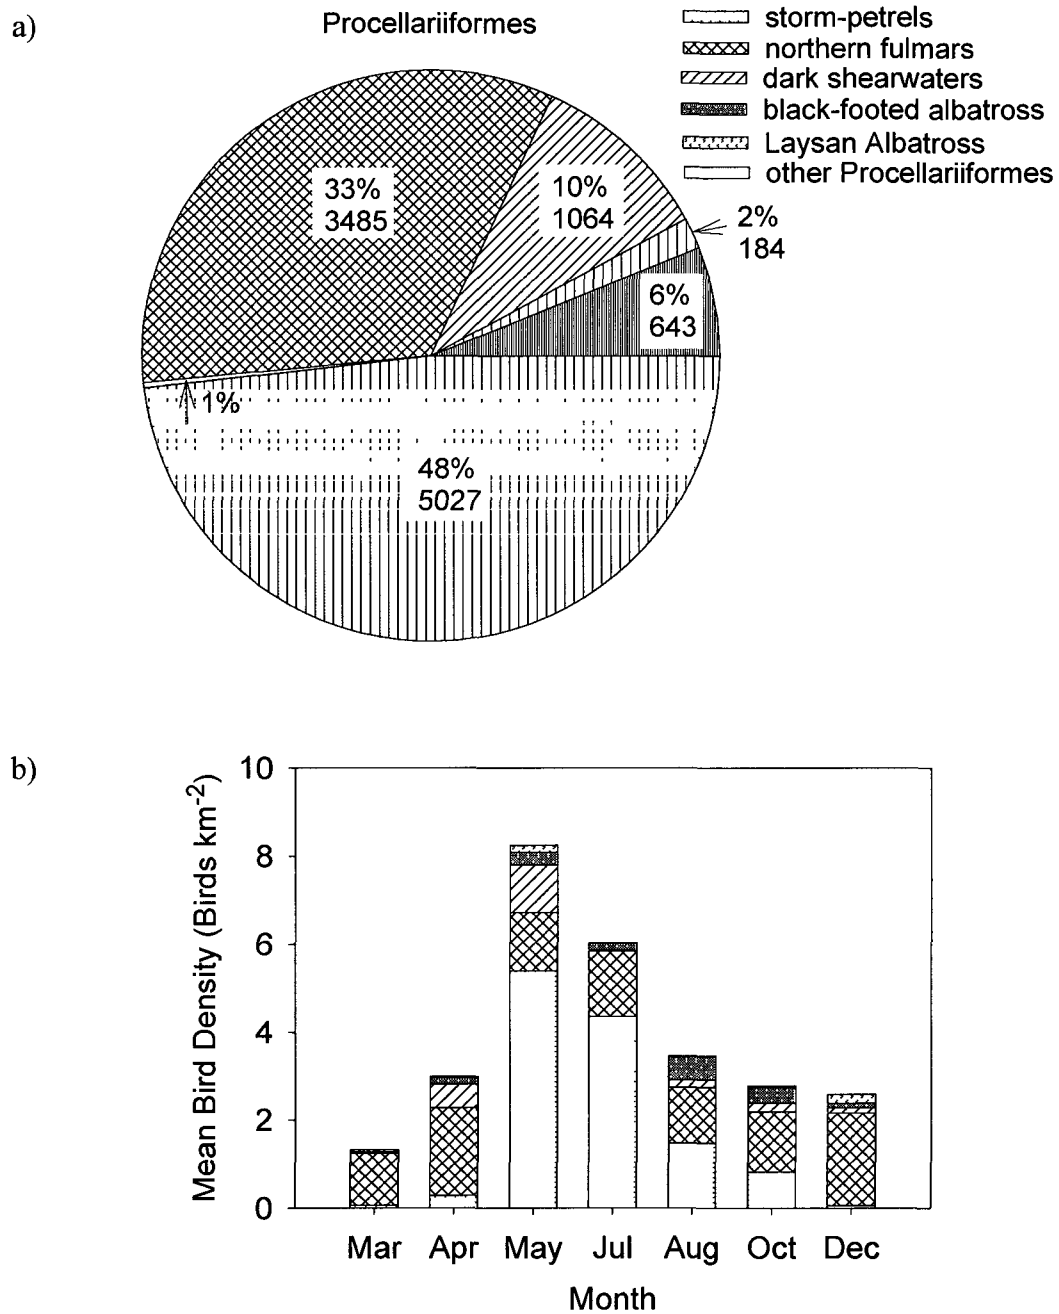 a)
Procellariiformes
storm-petrels
northern fulmars
dark shearwaters
black-footed albatross
Laysan Albatross
other Procellariiformes
33%
3485
10%
1064
2%
184
6%
643
1%
48%
5027
b)
Mean Bird Density (Birds km-2)
10
8
6
4
2
0
Mar Apr May Jul Aug Oct Dec
Month